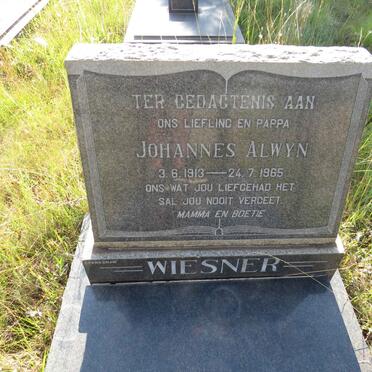 TER GEDAGTENIS AAN
ONS LIEFLING EN PAPPA
JOHANNES ALWYN
3.6.1913 — 24.7.1965
ONS WAT JOU LIEFGEHAD HET
SAL JOU NOOIT VERGEET.
MAMMA EN BOETIE
WIESNER